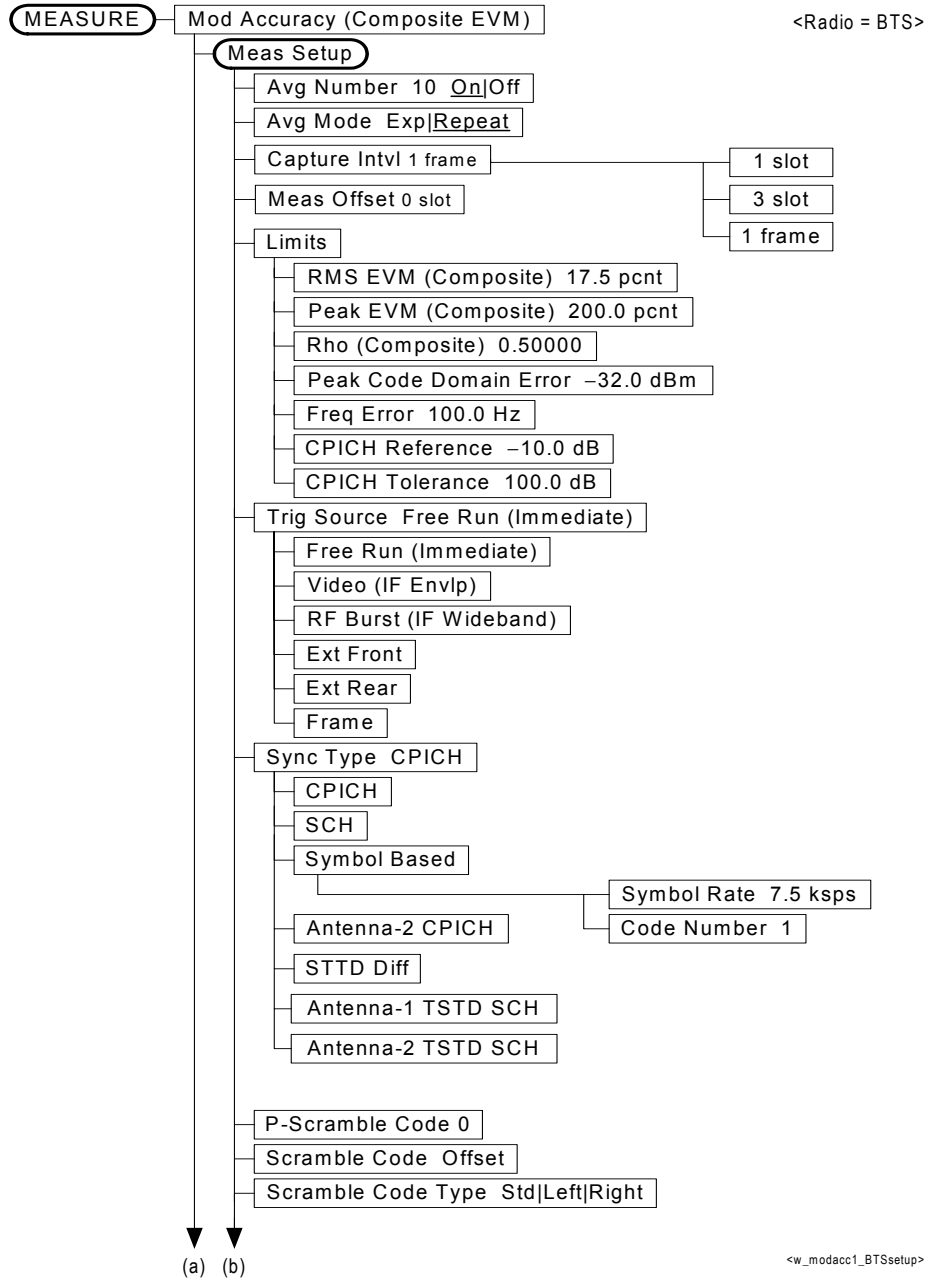 MEASURE
Mod Accuracy (Composite EVM)
<Radio = BTS>
Meas Setup
Avg Number 10 On|Off
Avg Mode Exp|Repeat
Capture Intvl 1 frame
1 slot
3 slot
1 frame
Meas Offset 0 slot
Limits
RMS EVM (Composite) 17.5 pcnt
Peak EVM (Composite) 200.0 pcnt
Rho (Composite) 0.50000
Peak Code Domain Error –32.0 dBm
Freq Error 100.0 Hz
CPICH Reference –10.0 dB
CPICH Tolerance 100.0 dB
Trig Source Free Run (Immediate)
Free Run (Immediate)
Video (IF Envlp)
RF Burst (IF Wideband)
Ext Front
Ext Rear
Frame
Sync Type CPICH
CPICH
SCH
Symbol Based
Symbol Rate 7.5 ksps
Code Number 1
Antenna-2 CPICH
STTD Diff
Antenna-1 TSTD SCH
Antenna-2 TSTD SCH
P-Scramble Code 0
Scramble Code Offset
Scramble Code Type Std|Left|Right
(a) (b)
<w_modacc1_BTSsetup>